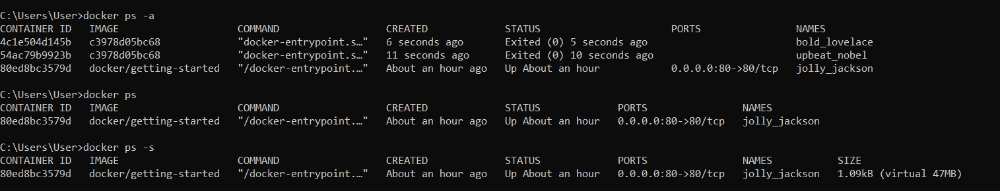 C:\Users\User>docker ps -a
CONTAINER ID   IMAGE                    COMMAND                  CREATED             STATUS                      PORTS                NAMES
4c1e504d145b   c3978d05bc68             "docker-entrypoint.s…"   6 seconds ago       Exited (0) 5 seconds ago                         bold_lovelace
54ac79b9923b   c3978d05bc68             "docker-entrypoint.s…"   11 seconds ago      Exited (0) 10 seconds ago                        upbeat_nobel
80ed8bc3579d   docker/getting-started   "/docker-entrypoint.…"   About an hour ago   Up About an hour            0.0.0.0:80->80/tcp   jolly_jackson
C:\Users\User>docker ps
CONTAINER ID   IMAGE                    COMMAND                  CREATED             STATUS             PORTS                NAMES
80ed8bc3579d   docker/getting-started   "/docker-entrypoint.…"   About an hour ago   Up About an hour   0.0.0.0:80->80/tcp   jolly_jackson
C:\Users\User>docker ps -s
CONTAINER ID   IMAGE                    COMMAND                  CREATED             STATUS             PORTS                NAMES           SIZE
80ed8bc3579d   docker/getting-started   "/docker-entrypoint.…"   About an hour ago   Up About an hour   0.0.0.0:80->80/tcp   jolly_jackson   1.09kB (virtual 47MB)